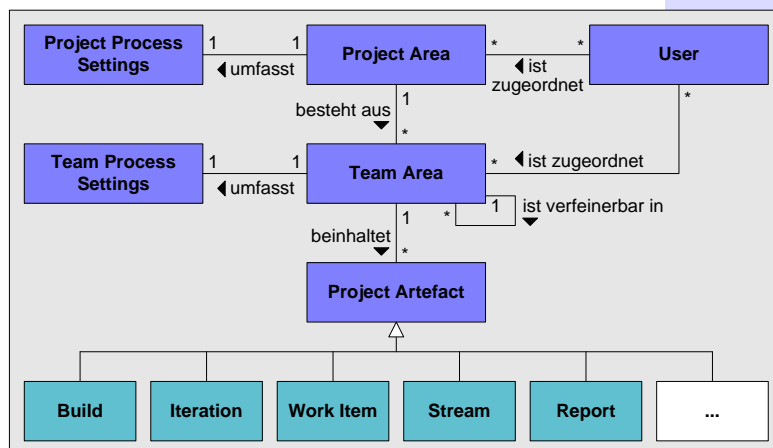 Project Process
Settings
1
1
umfasst
Project Area
*
*
ist
zugeordnet
User
besteht aus
1
*
*
Team Process
Settings
1
1
umfasst
Team Area
*
ist zugeordnet
1
*
1
ist verfeinerbar in
beinhaltet
*
Project Artefact
Build
Iteration
Work Item
Stream
Report
...